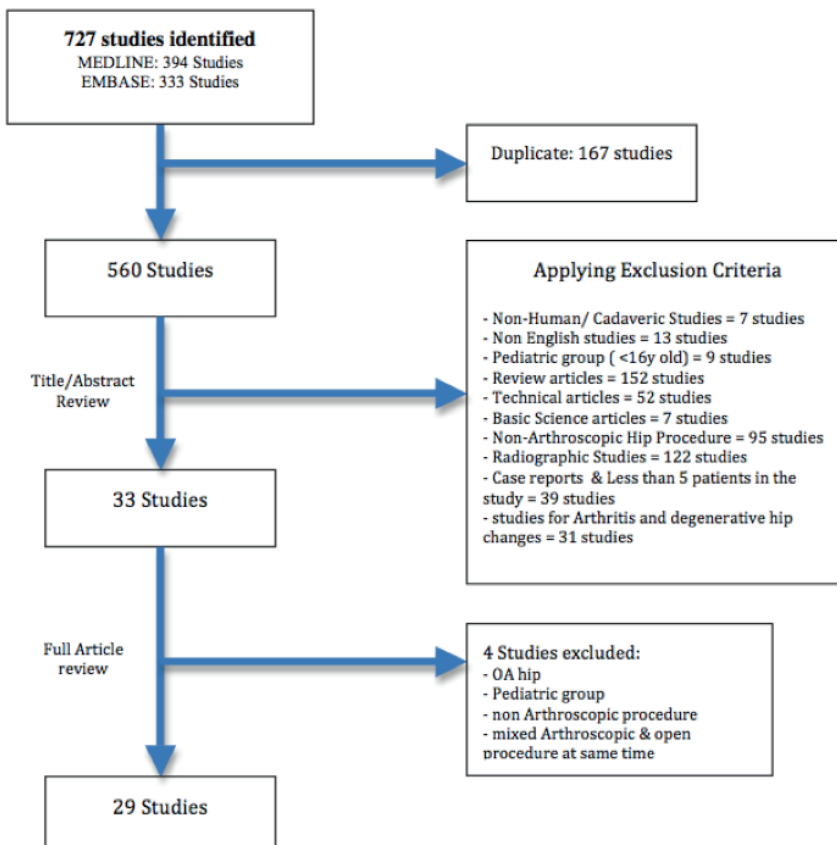 727 studies identified
MEDLINE: 394 Studies
EMBASE: 333 Studies
Duplicate: 167 studies
560 Studies
Applying Exclusion Criteria
- Non-Human/ Cadaveric Studies = 7 studies
- Non English studies = 13 studies
- Pediatric group ( <16y old) = 9 studies
- Review articles = 152 studies
- Technical articles = 52 studies
- Basic Science articles = 7 studies
- Non-Arthroscopic Hip Procedure = 95 studies
- Radiographic Studies = 122 studies
- Case reports & Less than 5 patients in the
study = 39 studies
- studies for Arthritis and degenerative hip
changes = 31 studies
Title/Abstract
Review
33 Studies
Full Article
review
4 Studies excluded:
- OA hip
- Pediatric group
- non Arthroscopic procedure
- mixed Arthroscopic & open
procedure at same time
29 Studies